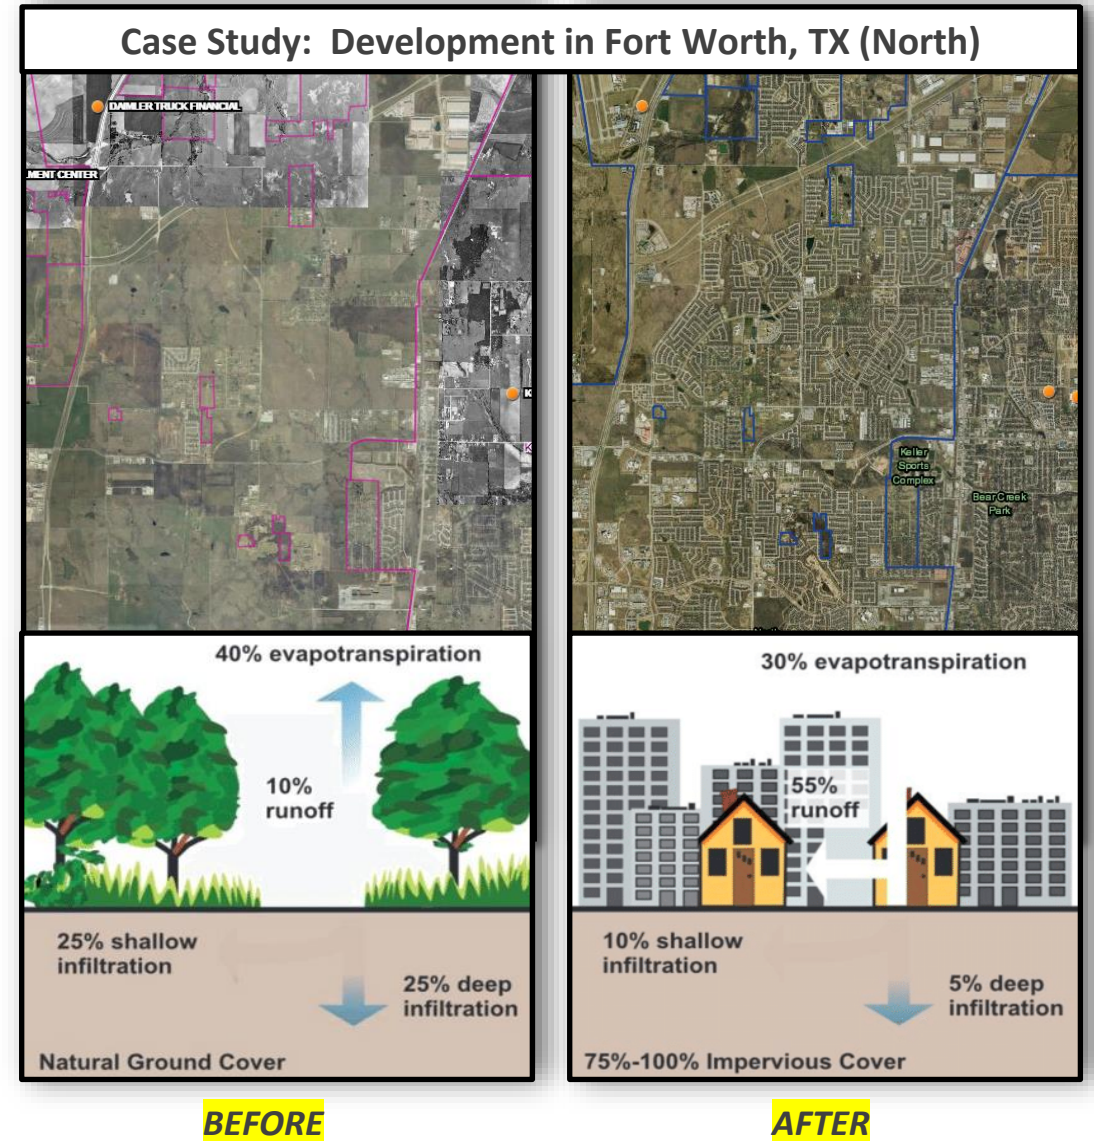 Case Study: Development in Fort Worth, TX (North)
DAIMLER TRUCK FINANCIAL
MENT CENTER
K
K
Keller
Sports
Complex
Bear Creek
Park
40% evapotranspiration
10%
runoff
25% shallow
infiltration
25% deep
infiltration
Natural Ground Cover
30% evapotranspiration
55%
runoff
10% shallow
infiltration
5% deep
infiltration
75%-100% Impervious Cover
BEFORE
AFTER